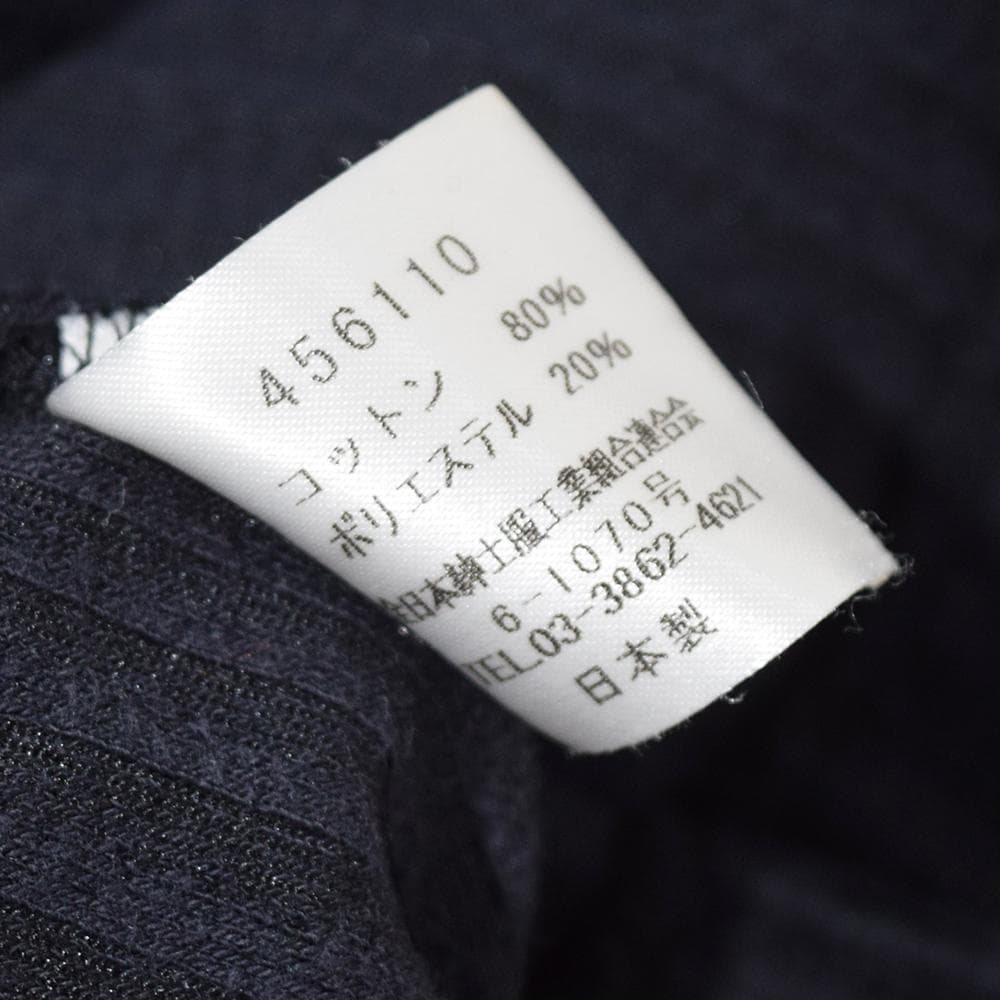 456110
コットン 80%
ポリエステル 20%
全日本紳士服工業組合連合会
6-1070号
TEL.03-3862-4621
日本製